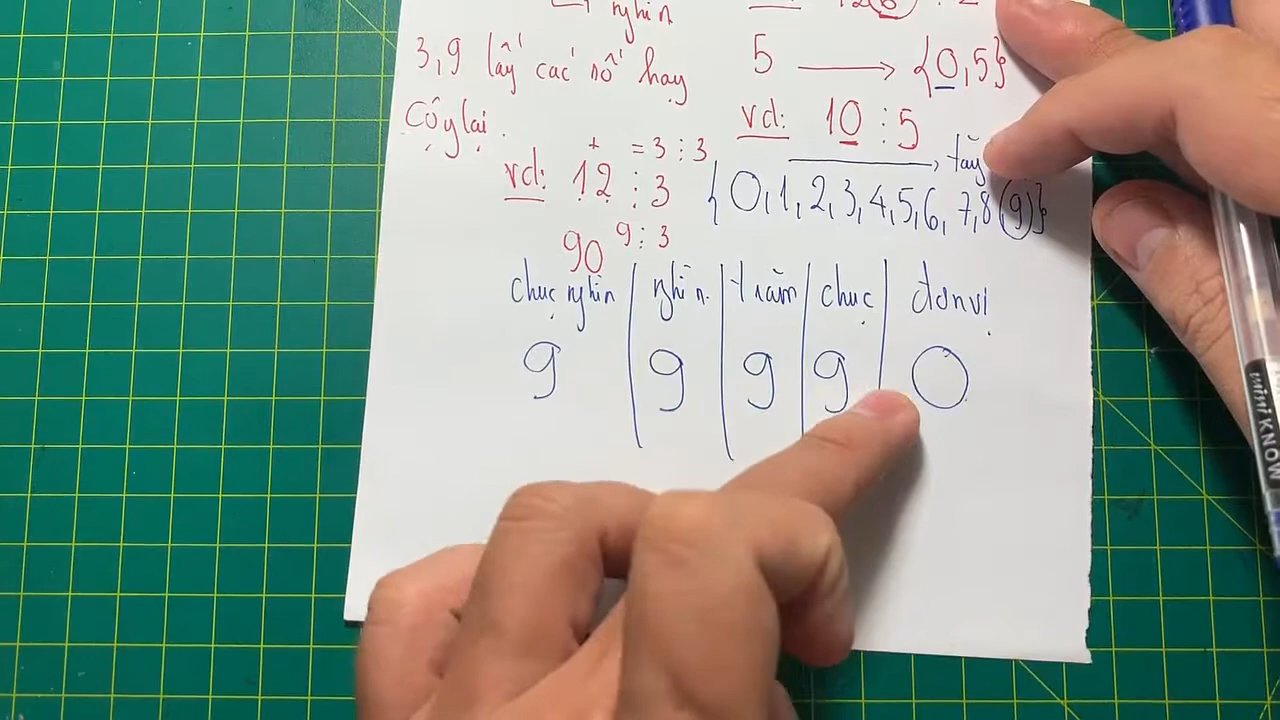 nghìn
3,9 lấy các số hay
cộng lại.
vd: 12 ⋮ 3
+ = 3 ⋮ 3
90 9 ⋮ 3
5 → {0,5}
vd: 10 ⋮ 5
{0,1,2,3,4,5,6,7,8,9}
chục nghìn | nghìn | trăm | chục | đơn vị
9 | 9 | 9 | 9 | 0
mini KNOW